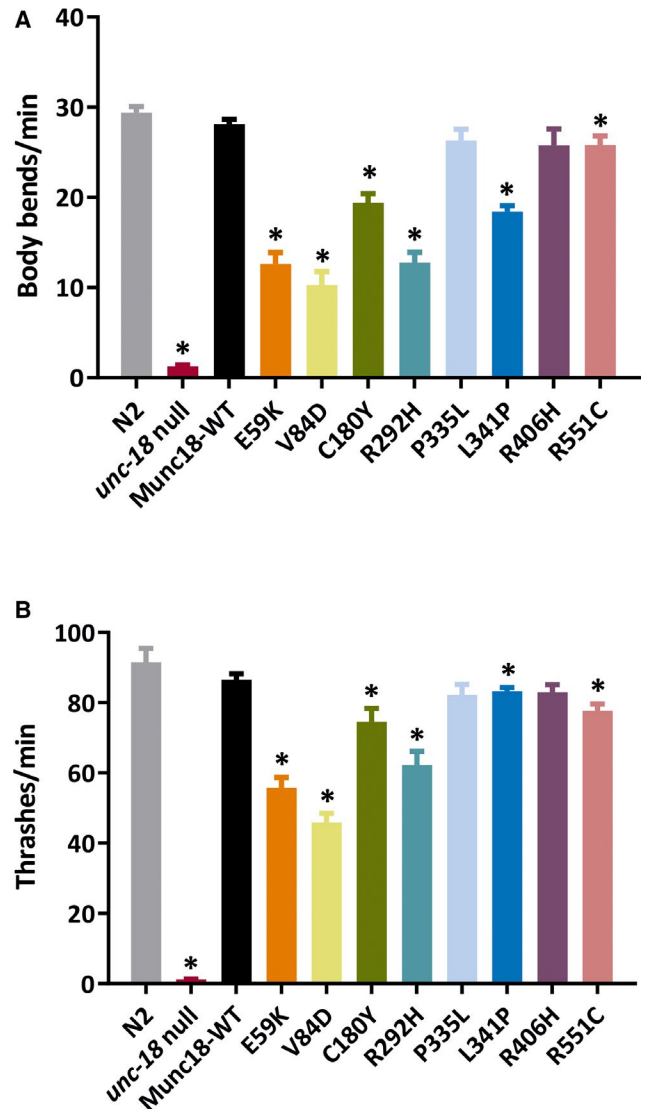 A
Body bends/min
40
30
20
10
0
* * * * * * *
N2
unc-18 null
Munc18-WT
E59K
V84D
C180Y
R292H
P335L
L341P
R406H
R551C
B
Thrashes/min
100
80
60
40
20
0
* * * * * * *
N2
unc-18 null
Munc18-WT
E59K
V84D
C180Y
R292H
P335L
L341P
R406H
R551C